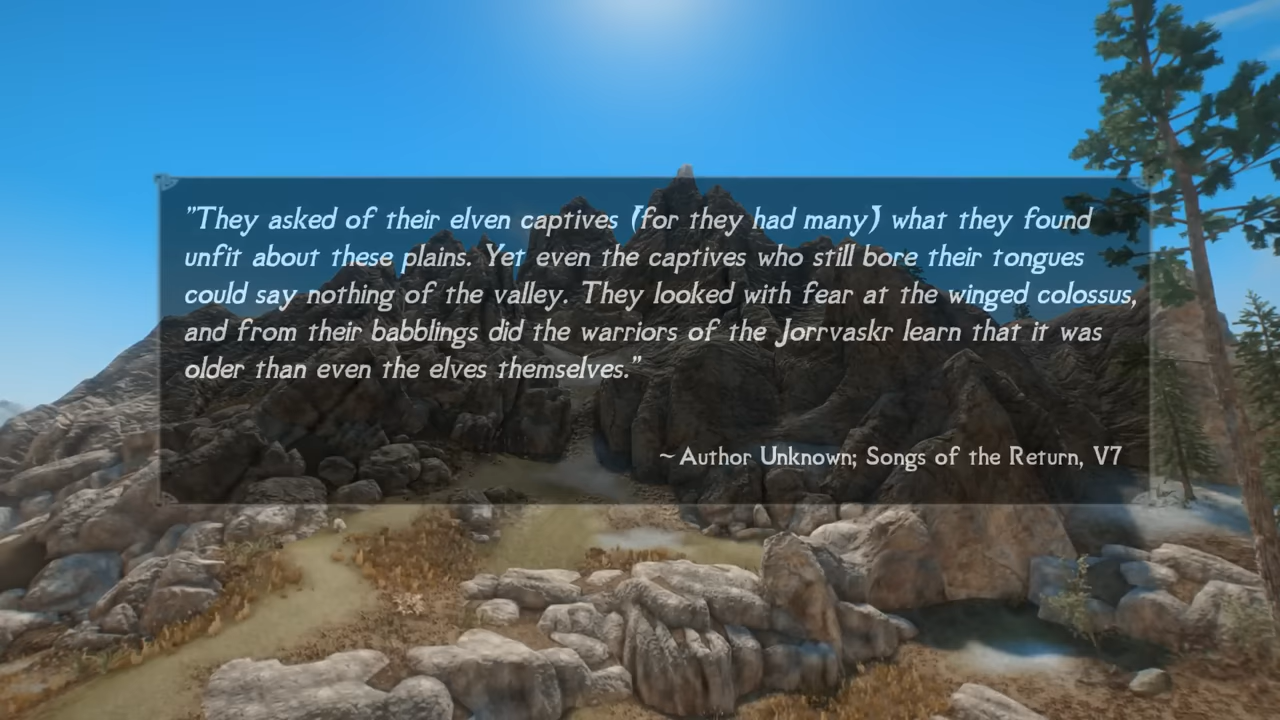 "They asked of their elven captives (for they had many) what they found
unfit about these plains. Yet even the captives who still bore their tongues
could say nothing of the valley. They looked with fear at the winged colossus,
and from their babblings did the warriors of the Jorrvaskr learn that it was
older than even the elves themselves."
~Author Unknown; Songs of the Return, V7